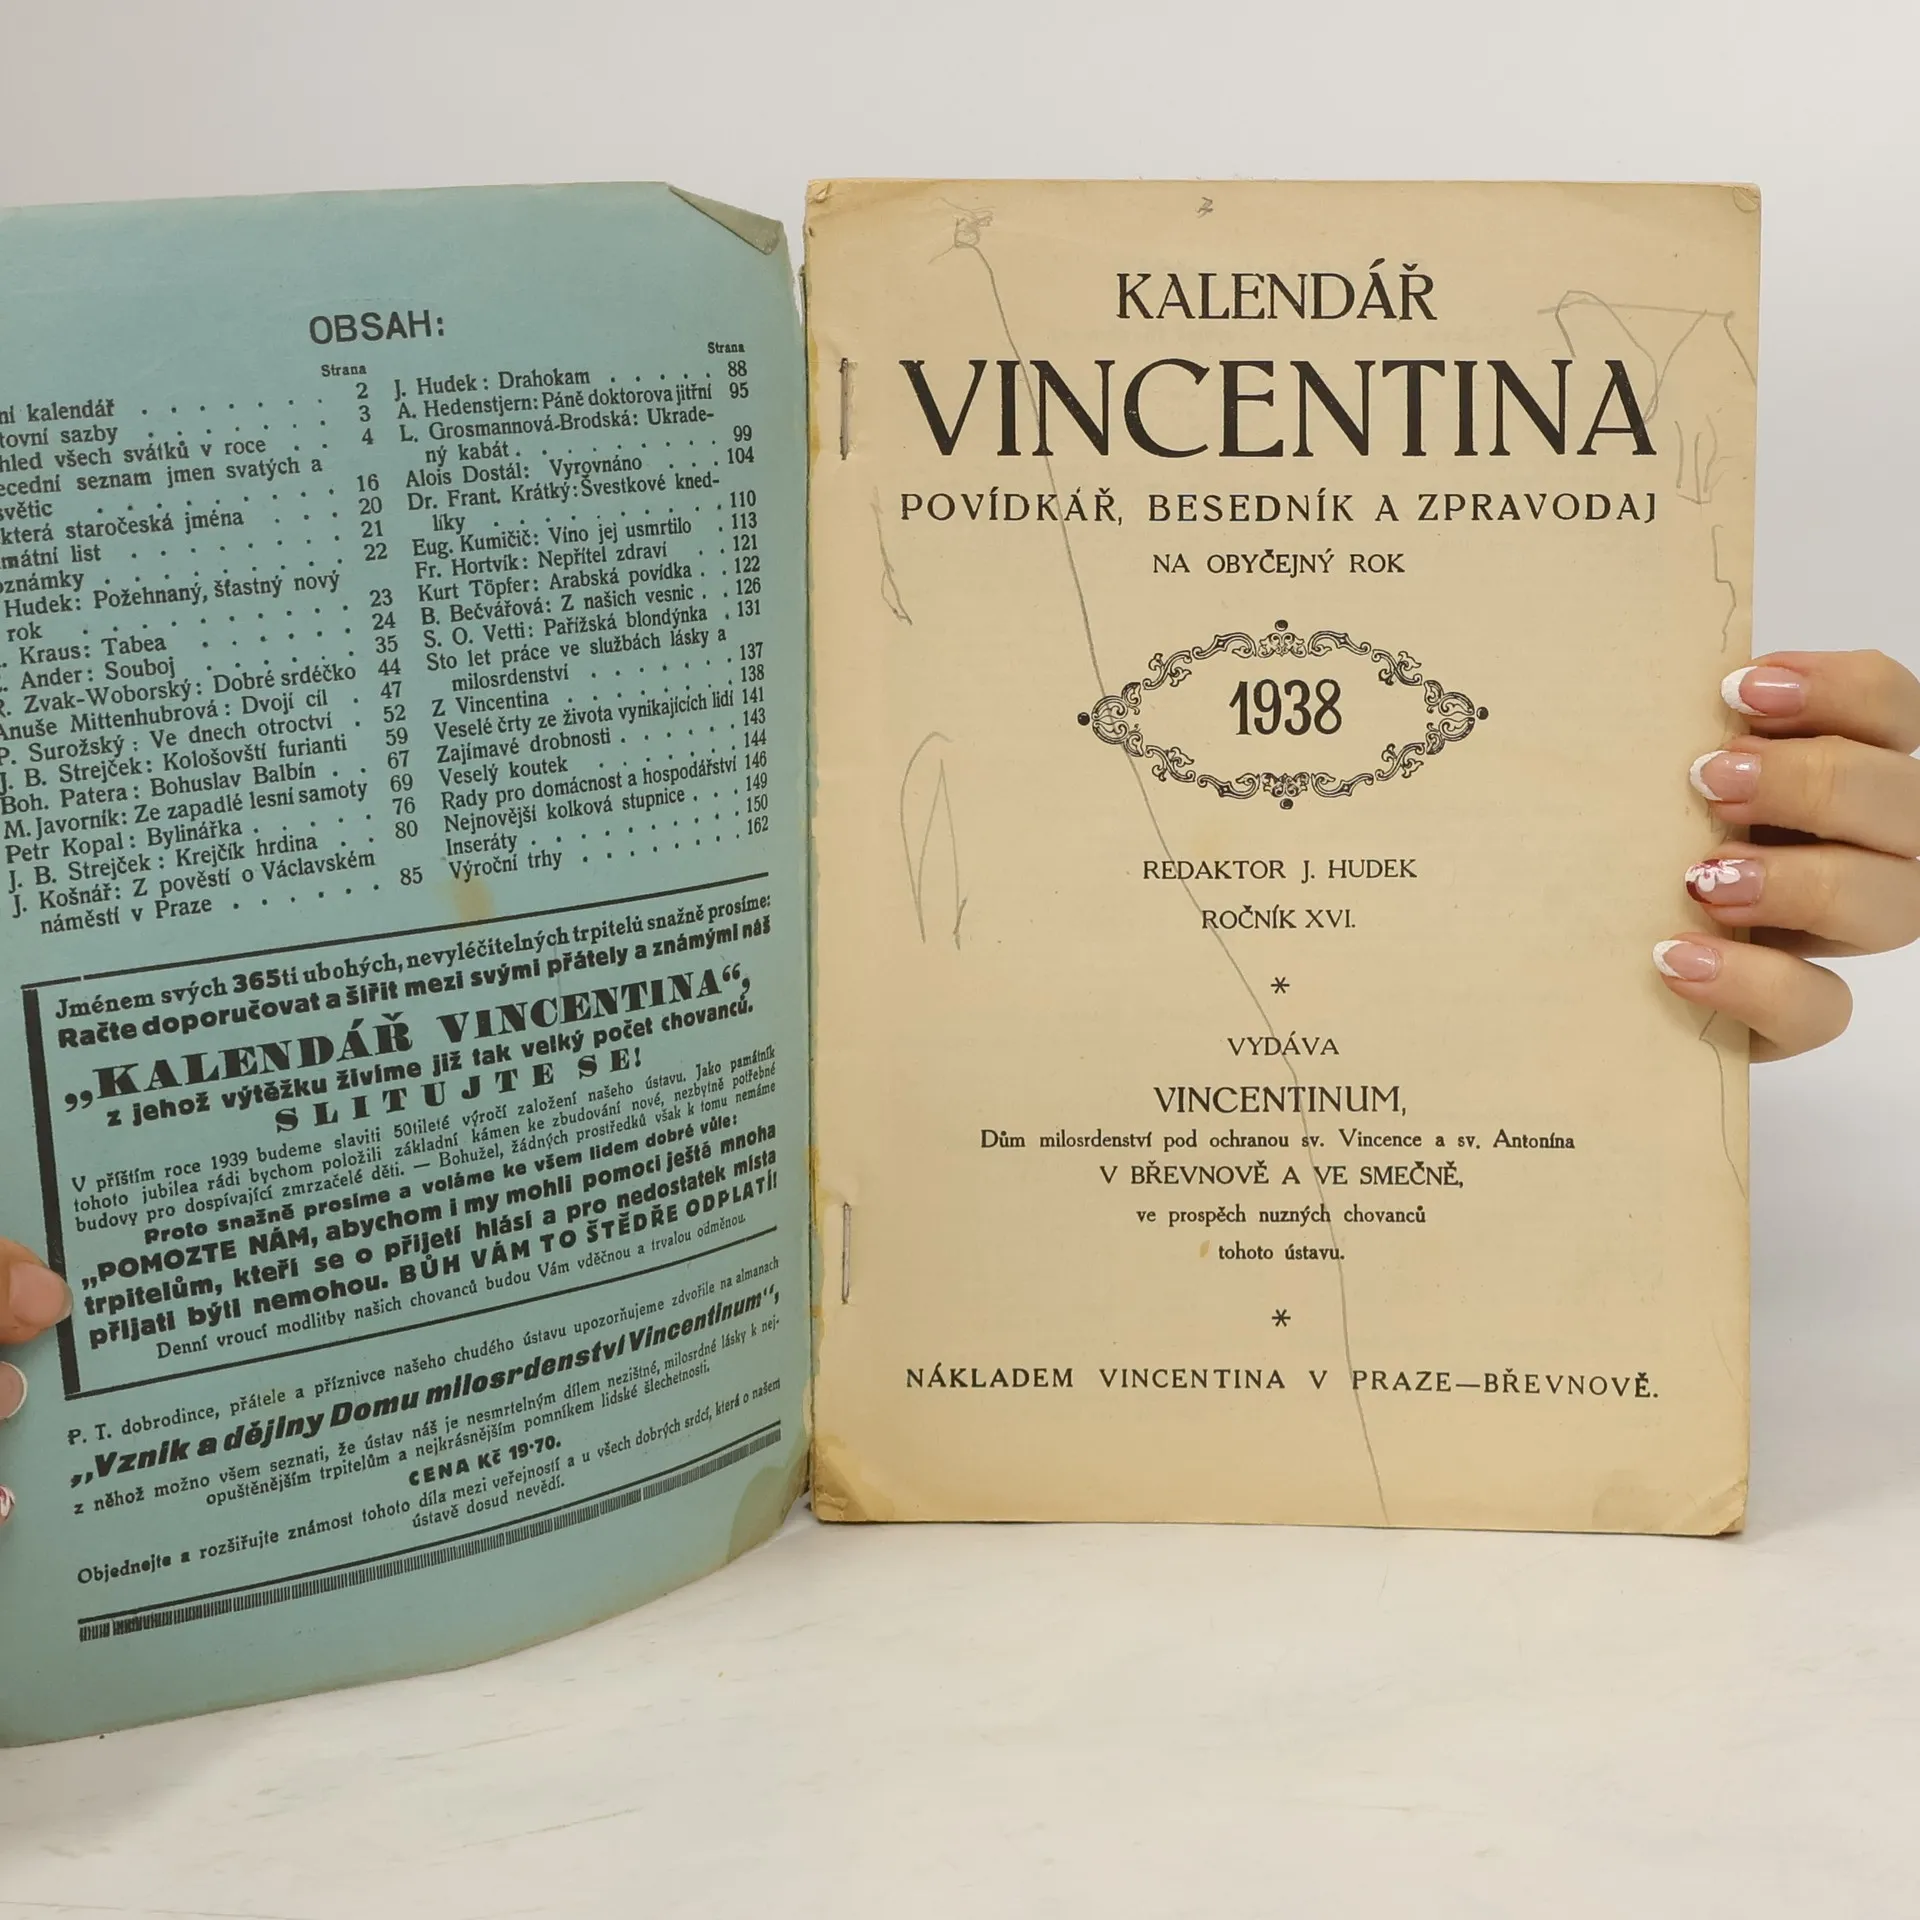 OBSAH:
Strana
ní kalendář . . . . . . . 2
tovní sazby . . . . . . . 3
hled všech svátků v roce . . 4
ecední seznam jmen svatých a
světic . . . . . . . . 16
která staročeská jména . . . 20
mátní list . . . . . . . 21
oznámky . . . . . . . . 22
Hudek: Požehnaný, šťastný nový
rok . . . . . . . . . 23
. Kraus: Tabea . . . . . . 24
. Ander: Souboj . . . . . . 35
R. Zvak-Woborský: Dobré srdéčko 44
Anuše Mittenhubrová: Dvojí cíl . 47
P. Surožský: Ve dnech otroctví . 52
J. B. Strejček: Kološovští furianti 59
Boh. Patera: Bohuslav Balbín . . 67
M. Javorník: Ze zapadlé lesní samoty 69
Petr Kopal: Bylinářka . . . . . 76
J. B. Strejček: Krejčík hrdina . . 80
J. Košnář: Z pověstí o Václavském
náměstí v Praze . . . . . . 85
Strana
J. Hudek: Drahokam . . . . . 88
A. Hedenstjern: Páně doktorova jitřní 95
L. Grosmannová-Brodská: Ukrade-
ný kabát . . . . . . . . 99
Alois Dostál: Vyrovnáno . . . 104
Dr. Frant. Krátký: Švestkové kned-
líky . . . . . . . . . 110
Eug. Kumičič: Víno jej usmrtilo . 113
Fr. Hortvík: Nepřítel zdraví . . 121
Kurt Töpfer: Arabská povídka . . 122
B. Bečvářová: Z našich vesnic . . 126
S. O. Vetti: Pařížská blondýnka . 131
Sto let práce ve službách lásky a
milosrdenství . . . . . . . 137
Z Vincentina . . . . . . . 138
Veselé črty ze života vynikajících lidí 141
Zajímavé drobnosti . . . . . . 143
Veselý koutek . . . . . . . 144
Rady pro domácnost a hospodářství 146
Nejnovější kolková stupnice . . . 149
Inseráty . . . . . . . . . 150
Výroční trhy . . . . . . . . 162
Jménem svých 365ti ubohých, nevyléčitelných trpitelů snažně prosíme:
Račte doporučovat a šířit mezi svými přátely a známými náš
„KALENDÁŘ VINCENTINA“,
z jehož výtěžku živíme již tak velký počet chovanců.
SLITUJTE SE!
V příštím roce 1939 budeme slaviti 50tileté výročí založení našeho ústavu. Jako památník
tohoto jubilea rádi bychom položili základní kámen ke zbudování nové, nezbytně potřebné
budovy pro dospívající zmrzačelé děti. — Bohužel, žádných prostředků však k tomu nemáme
Proto snažně prosíme a voláme ke všem lidem dobré vůle:
„POMOZTE NÁM, abychom i my mohli pomoci ještě mnoha
trpitelům, kteří se o přijetí hlásí a pro nedostatek místa
přijati býti nemohou. BŮH VÁM TO ŠTĚDŘE ODPLATÍ!
Denní vroucí modlitby našich chovanců budou Vám vděčnou a trvalou odměnou.
P. T. dobrodince, přátele a příznivce našeho chudého ústavu upozorňujeme zdvořile na almanach
„Vznik a dějiny Domu milosrdenství Vincentinum“,
z něhož možno všem seznati, že ústav náš je nesmrtelným dílem nezištné, milosrdné lásky k nej-
opuštěnějším trpitelům a nejkrásnějším pomníkem lidské šlechetnosti.
CENA Kč 19·70.
Objednejte a rozšiřujte známost tohoto díla mezi veřejností a u všech dobrých srdcí, která o našem
ústavě dosud nevědí.
KALENDÁŘ
VINCENTINA
POVÍDKÁŘ, BESEDNÍK A ZPRAVODAJ
NA OBYČEJNÝ ROK
1938
REDAKTOR J. HUDEK
ROČNÍK XVI.
*
VYDÁVA
VINCENTINUM,
Dům milosrdenství pod ochranou sv. Vincence a sv. Antonína
V BŘEVNOVĚ A VE SMEČNĚ,
ve prospěch nuzných chovanců
tohoto ústavu.
*
NÁKLADEM VINCENTINA V PRAZE—BŘEVNOVĚ.